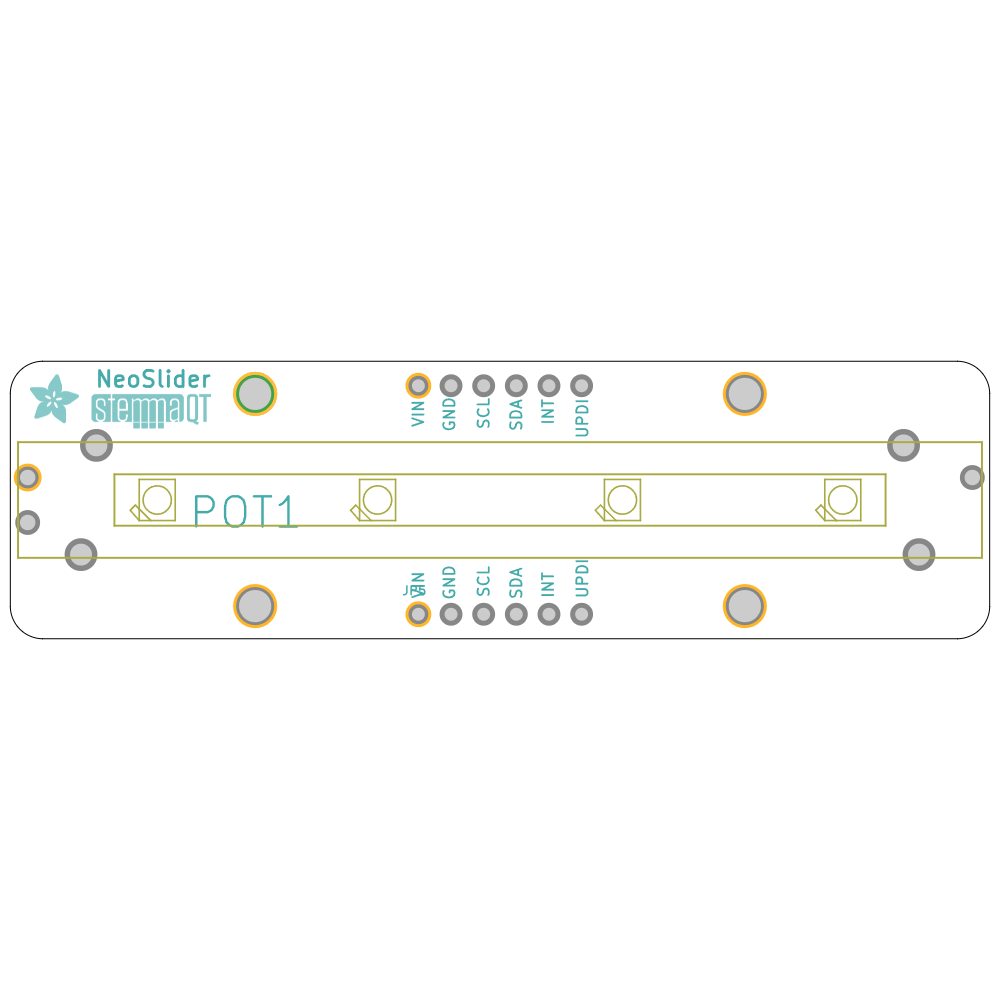 NeoSlider
stemma QT
VIN GND SCL SDA INT UPDI
POT1
VIN GND SCL SDA INT UPDI